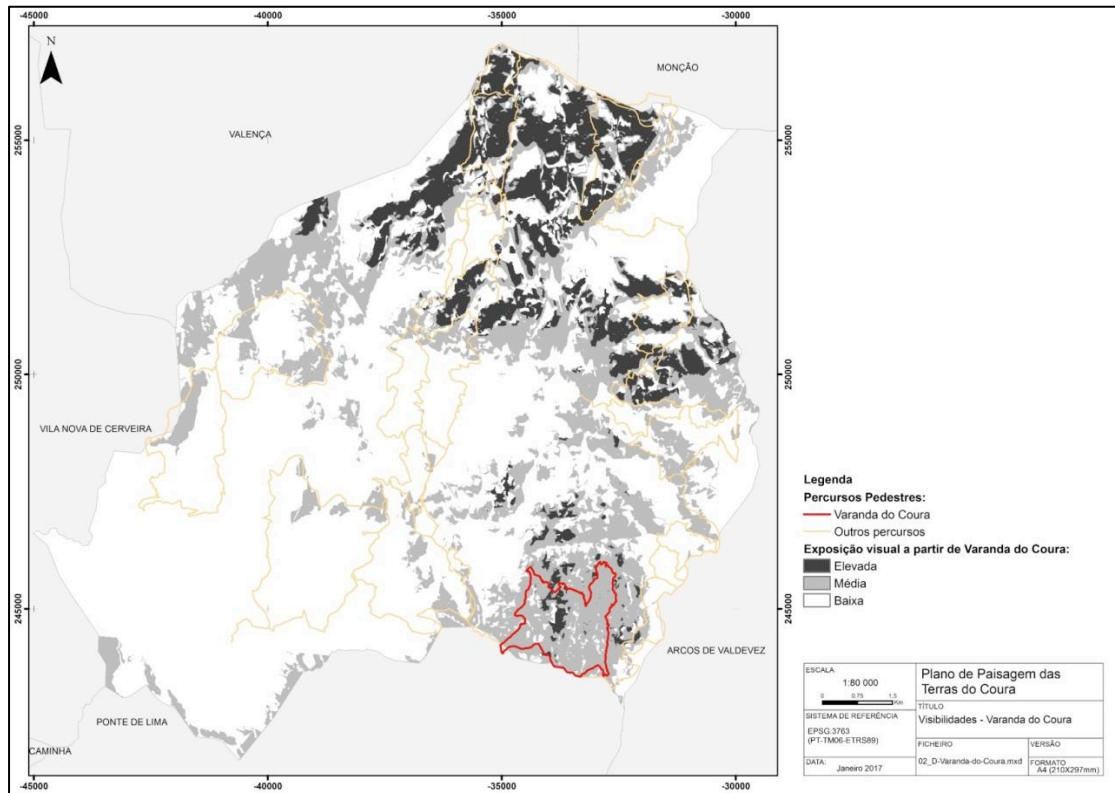 -45000
-40000
-35000
-30000
N
MONÇÃO
VALENÇA
255000
255000
250000
250000
VILA NOVA DE CERVEIRA
245000
245000
ARCOS DE VALDEVEZ
PONTE DE LIMA
CAMINHA
-45000
-40000
-35000
-30000
Legenda
Percursos Pedestres:
Varanda do Coura
Outros percursos
Exposição visual a partir de Varanda do Coura:
Elevada
Média
Baixa
ESCALA
1:80 000
0 0.75 1.5
Km
SISTEMA DE REFERÊNCIA
EPSG:3763
(PT-TM06-ETRS89)
DATA:
Janeiro 2017
Plano de Paisagem das
Terras do Coura
TÍTULO
Visibilidades - Varanda do Coura
FICHEIRO
02_D-Varanda-do-Coura.mxd
VERSÃO
FORMATO
A4 (210X297mm)